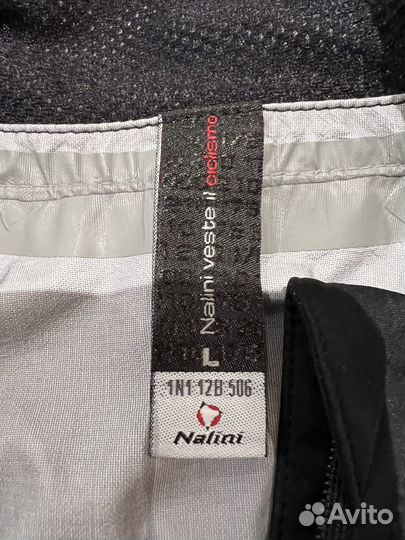 Nalini veste il ciclismo
L
1N1 12B 506
Nalini
Avito